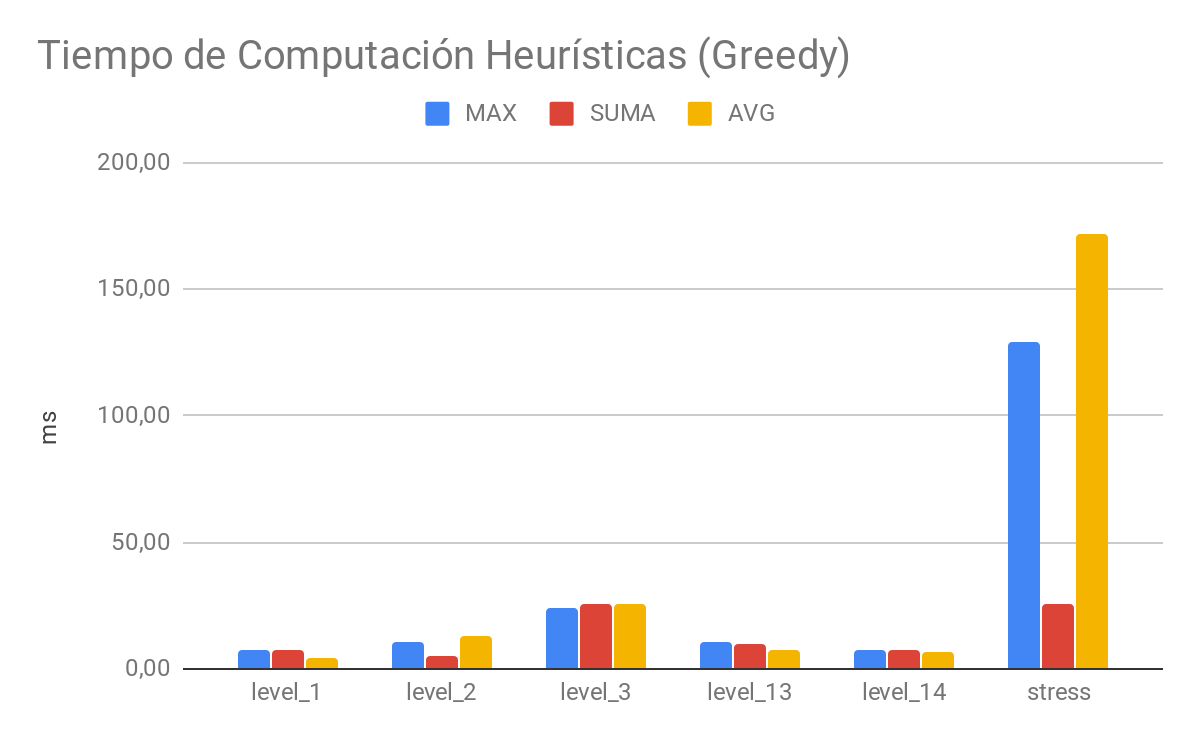 Tiempo de Computación Heurísticas (Greedy)
MAX SUMA AVG
200,00
150,00
100,00
50,00
0,00
ms
level_1 level_2 level_3 level_13 level_14 stress